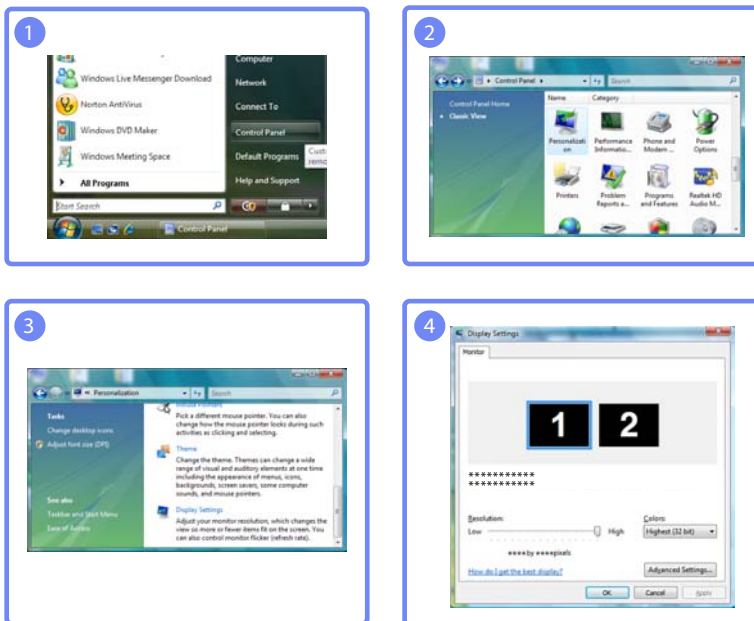 1
Computer
Windows Live Messenger Download
Network
Norton AntiVirus
Connect To
Windows DVD Maker
Control Panel
Windows Meeting Space
Default Programs
All Programs
Help and Support
Start Search
Control Panel
2
Control Panel
Search
Control Panel Home
Classic View
Name Category
Personalizati
on
Performance
Informatio...
Phone and
Modem ...
Power
Options
Printers
Problem
Reports a...
Programs
and Features
Realtek HD
Audio M...
3
Personalization
Search
Tasks
Change desktop icons
Adjust font size (DPI)
See also
Taskbar and Start Menu
Ease of Access
Mouse Pointers
Pick a different mouse pointer. You can also
change how the mouse pointer looks during such
activities as clicking and selecting.
Theme
Change the theme. Themes can change a wide
range of visual and auditory elements at one time
including the appearance of menus, icons,
backgrounds, screen savers, some computer
sounds, and mouse pointers.
Display Settings
Adjust your monitor resolution, which changes the
view so more or fewer items fit on the screen. You
can also control monitor flicker (refresh rate).
4
Display Settings
Monitor
1 2
***********
***********
Resolution:
Low High
****by ****pixels
Colors:
Highest (32 bit)
How do I get the best display?
Advanced Settings...
OK Cancel Apply